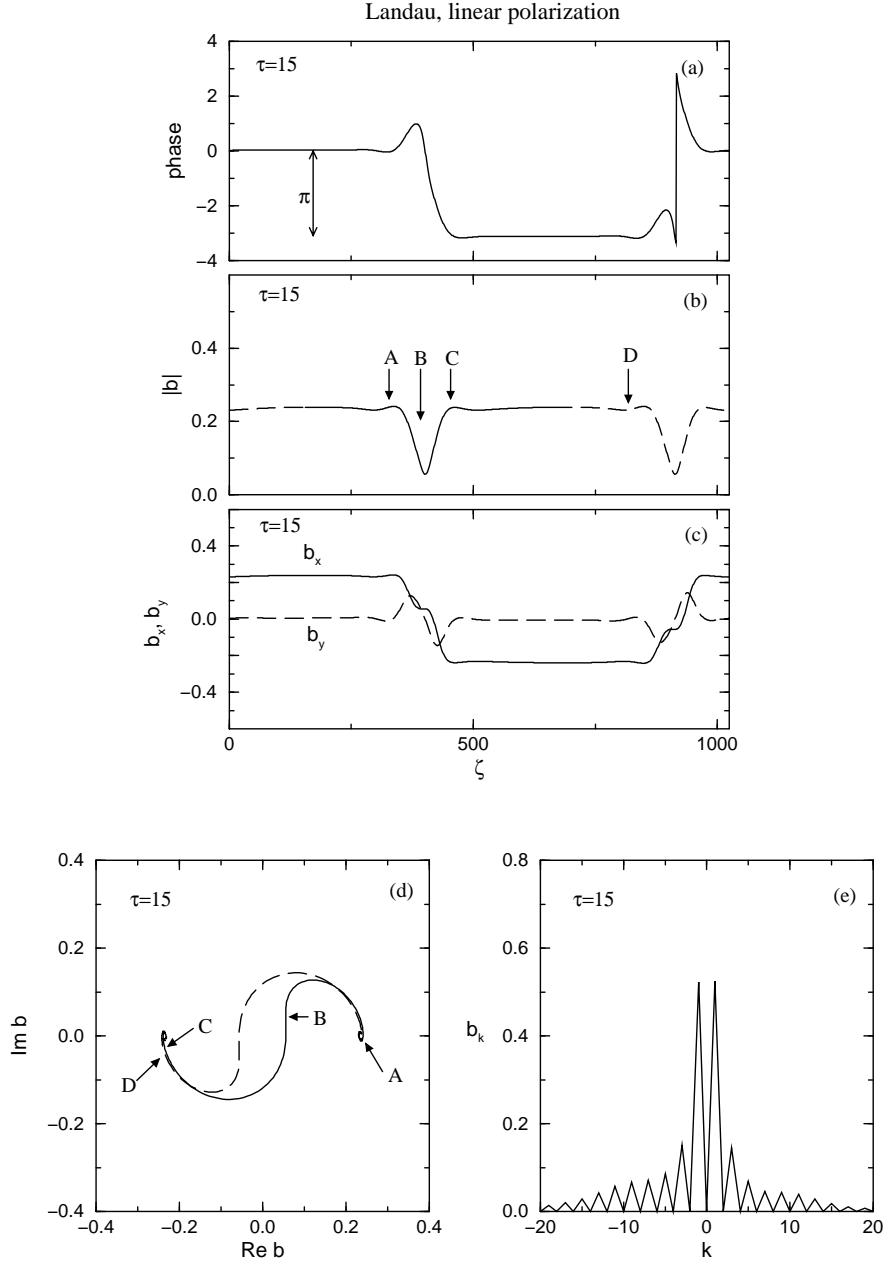 Landau, linear polarization
4
2
0
−2
−4
phase
τ=15
(a)
π
0.4
0.2
0.0
|b|
τ=15
(b)
A
B
C
D
0.4
0.0
−0.4
b_x, b_y
τ=15
(c)
b_x
b_y
0
500
1000
ζ
0.4
0.2
0.0
−0.2
−0.4
Im b
τ=15
(d)
B
C
D
A
−0.4
−0.2
0.0
0.2
0.4
Re b
0.8
0.6
0.4
0.2
0.0
b_k
τ=15
(e)
−20
−10
0
10
20
k